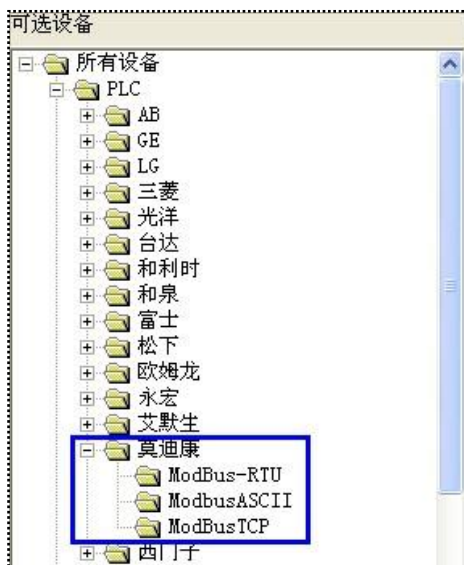 可选设备
所有设备
PLC
AB
GE
LG
三菱
光洋
台达
和利时
和泉
富士
松下
欧姆龙
永宏
艾默生
莫迪康
ModBus-RTU
ModbusASCII
ModBusTCP
西门子